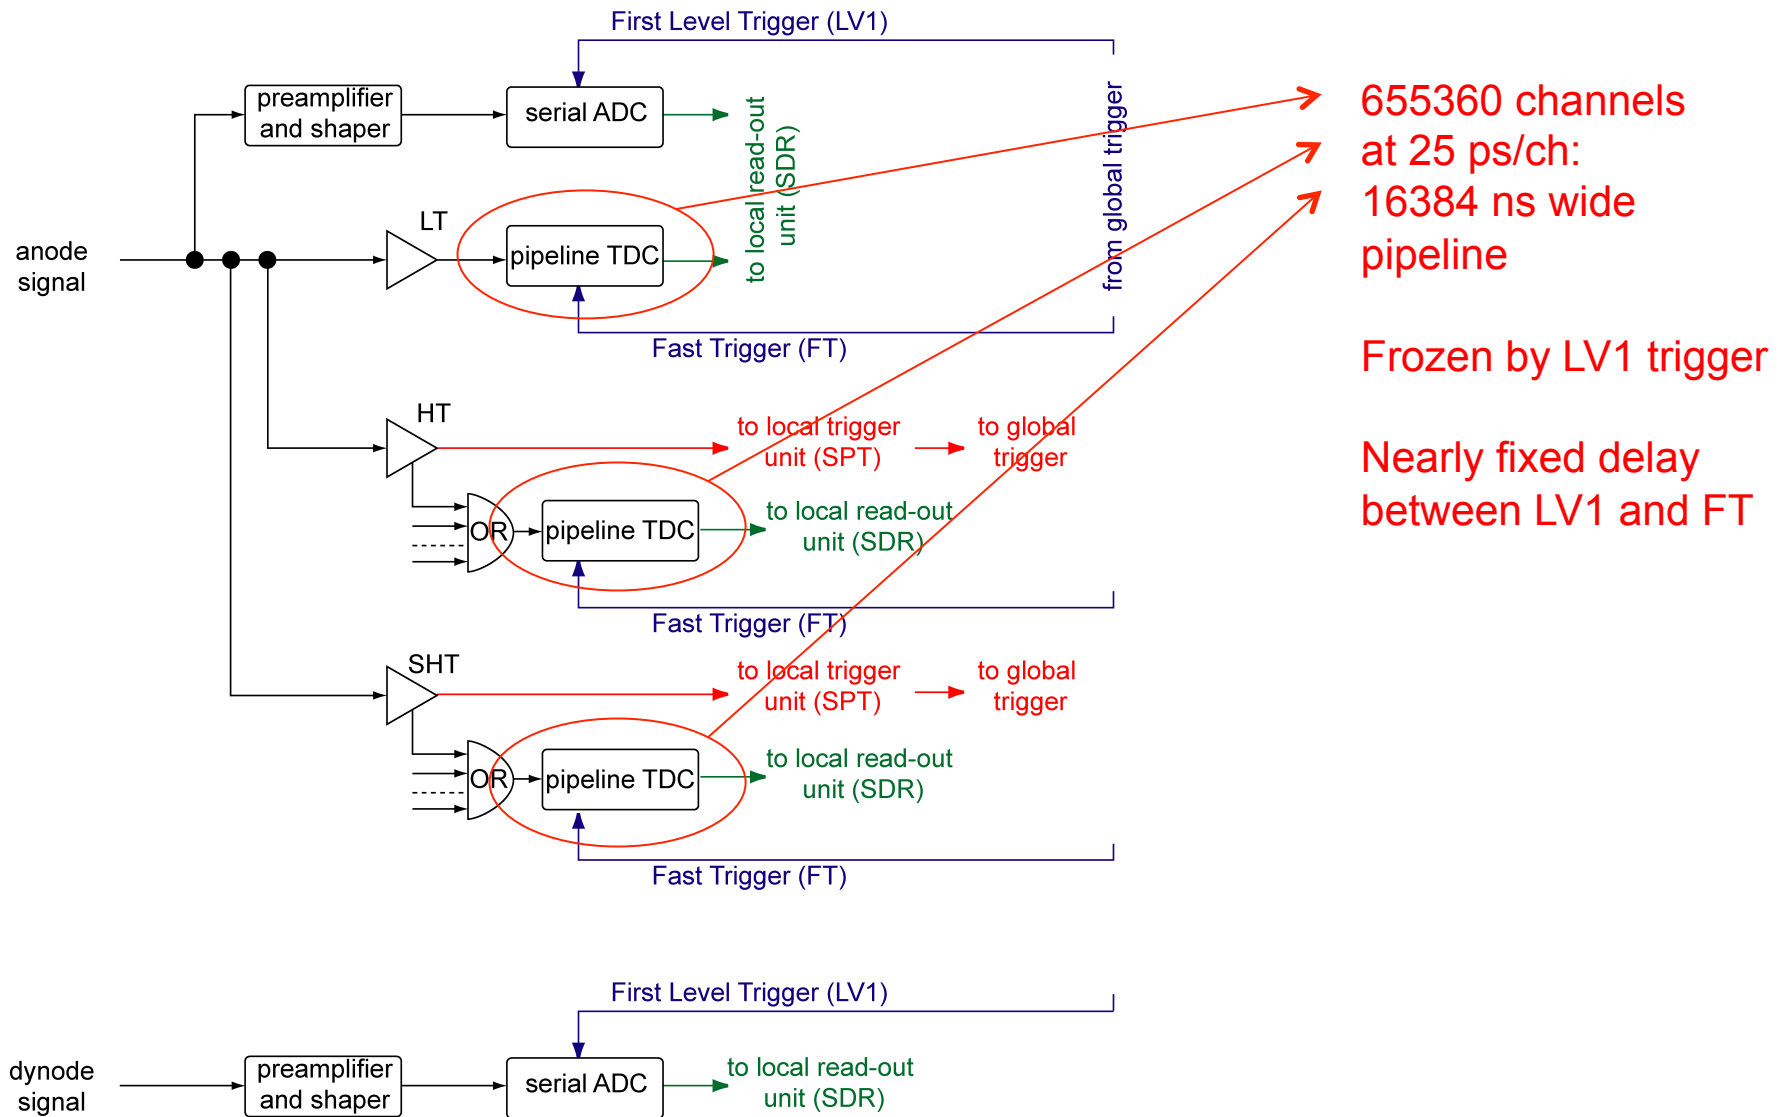 First Level Trigger (LV1)
preamplifier
and shaper
serial ADC
to local read-out
unit (SDR)
from global trigger
655360 channels
at 25 ps/ch:
16384 ns wide
pipeline
LT
anode
signal
pipeline TDC
Fast Trigger (FT)
Frozen by LV1 trigger
HT
to local trigger
unit (SPT)
to global
trigger
Nearly fixed delay
between LV1 and FT
OR
pipeline TDC
to local read-out
unit (SDR)
Fast Trigger (FT)
SHT
to local trigger
unit (SPT)
to global
trigger
OR
pipeline TDC
to local read-out
unit (SDR)
Fast Trigger (FT)
First Level Trigger (LV1)
dynode
signal
preamplifier
and shaper
serial ADC
to local read-out
unit (SDR)